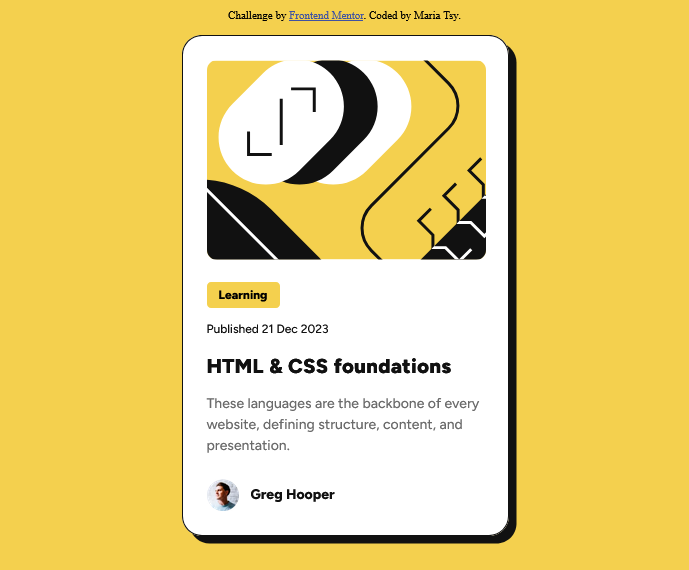 Challenge by Frontend Mentor. Coded by Maria Tsy.
Learning
Published 21 Dec 2023
HTML & CSS foundations
These languages are the backbone of every
website, defining structure, content, and
presentation.
Greg Hooper